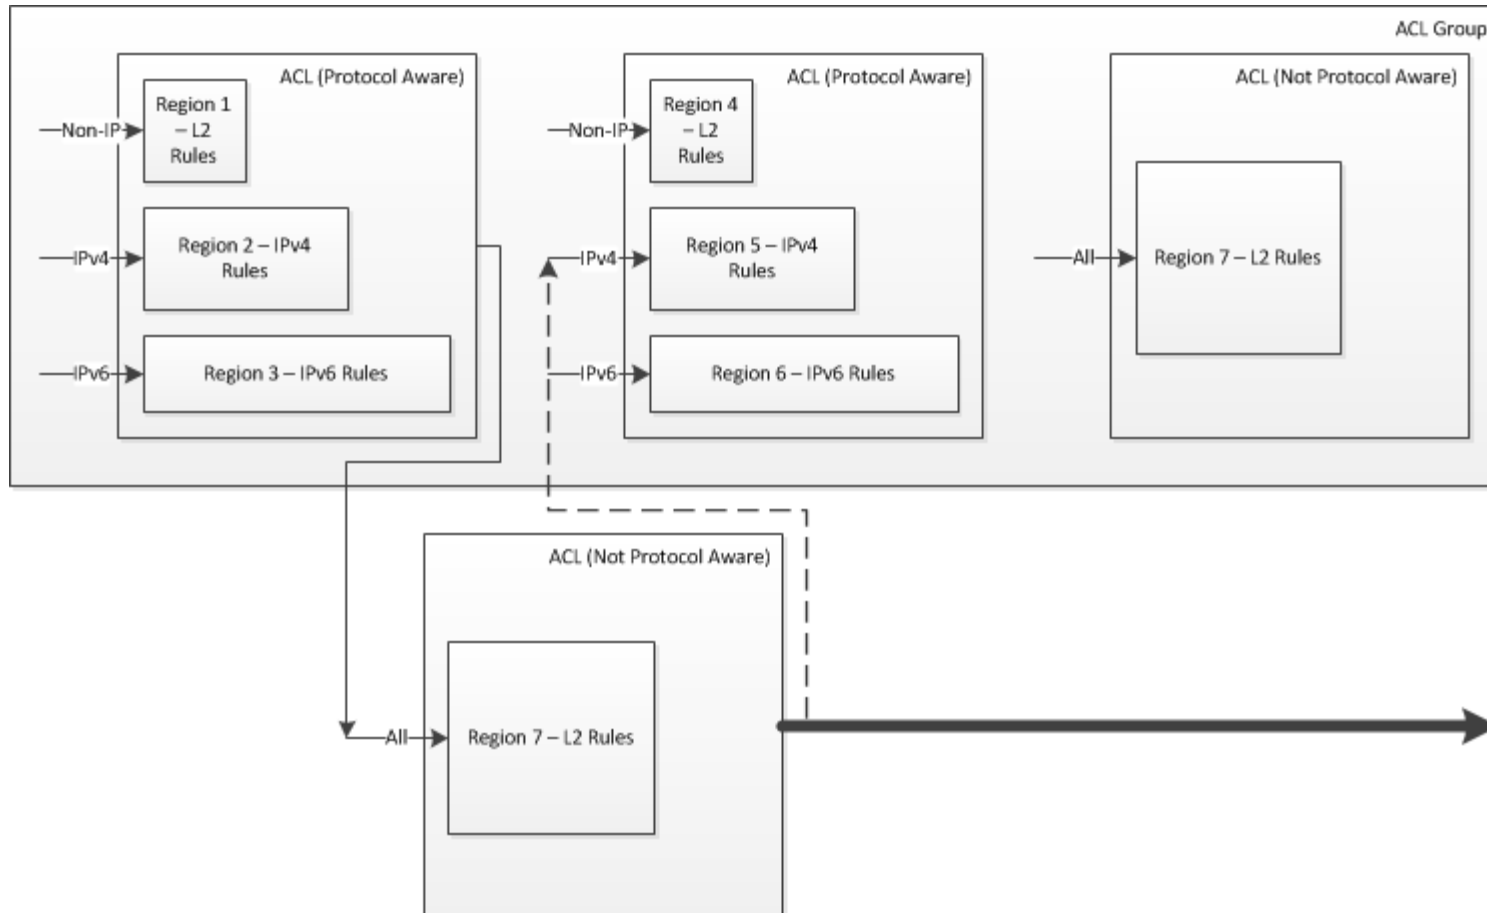 ACL Group
ACL (Protocol Aware)
Non-IP
Region 1
– L2
Rules
IPv4
Region 2 – IPv4
Rules
IPv6
Region 3 – IPv6 Rules
ACL (Protocol Aware)
Non-IP
Region 4
– L2
Rules
IPv4
Region 5 – IPv4
Rules
IPv6
Region 6 – IPv6 Rules
ACL (Not Protocol Aware)
All
Region 7 – L2 Rules
ACL (Not Protocol Aware)
All
Region 7 – L2 Rules